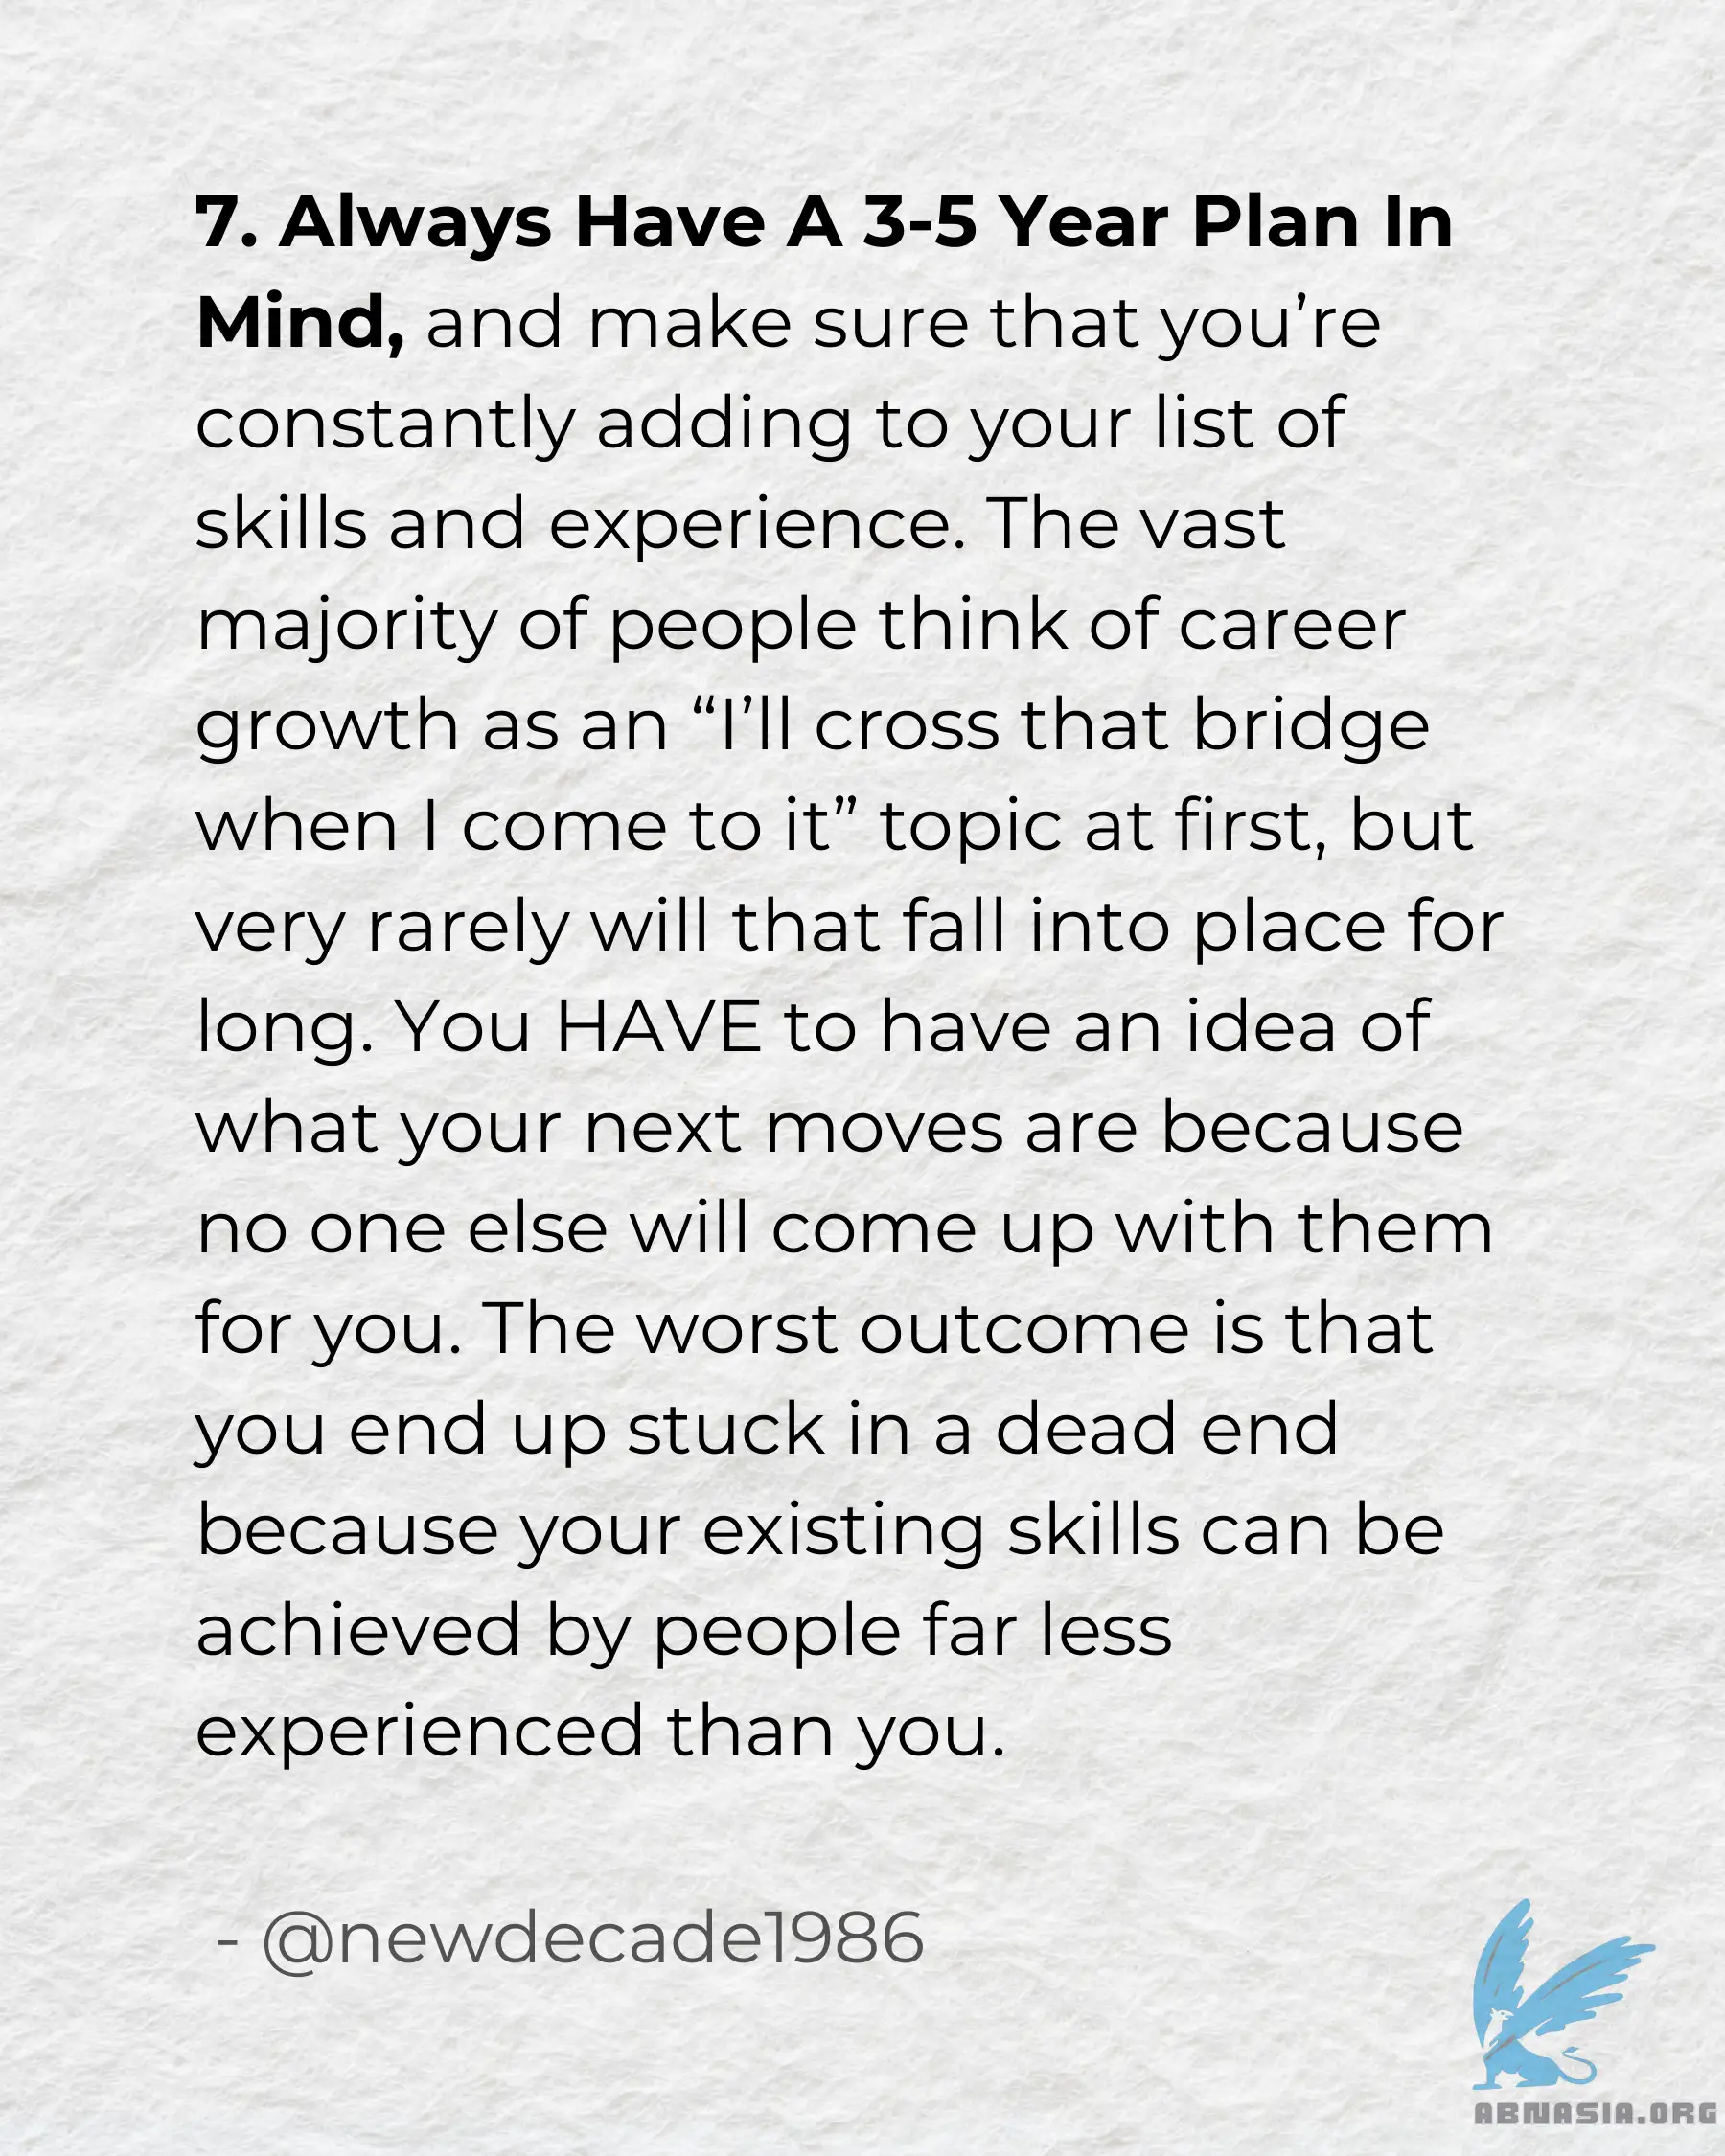 7. Always Have A 3-5 Year Plan In
Mind, and make sure that you’re
constantly adding to your list of
skills and experience. The vast
majority of people think of career
growth as an “I’ll cross that bridge
when I come to it” topic at first, but
very rarely will that fall into place for
long. You HAVE to have an idea of
what your next moves are because
no one else will come up with them
for you. The worst outcome is that
you end up stuck in a dead end
because your existing skills can be
achieved by people far less
experienced than you.
- @newdecade1986
ABNASIA.ORG